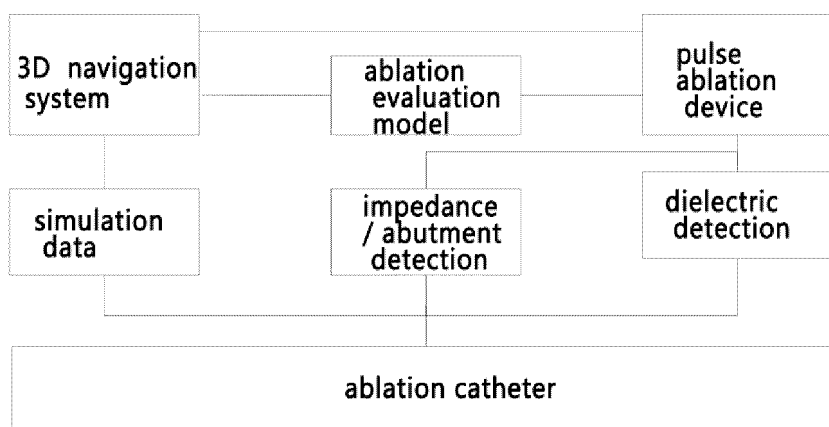 3D navigation
system
ablation
evaluation
model
pulse
ablation
device
simulation
data
impedance
/ abutment
detection
dielectric
detection
ablation catheter